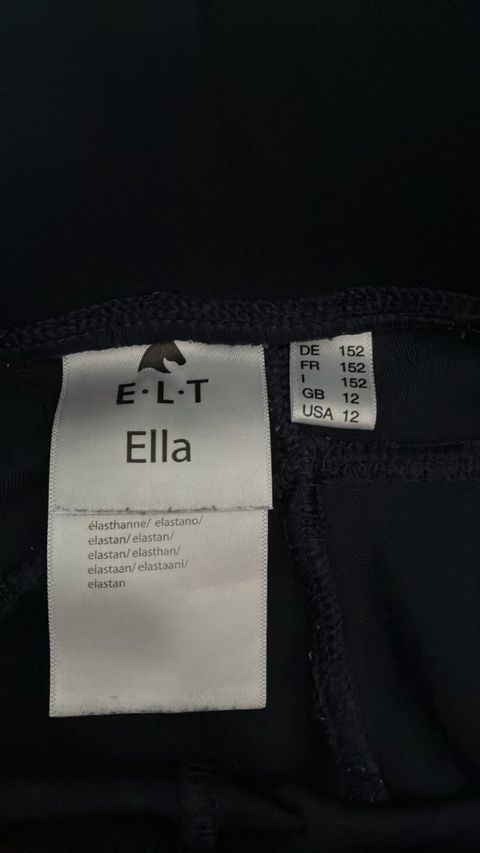 E·L·T
Ella
élasthanne/ elastano/
elastan/ elastan/
elastan/ elasthan/
elastaan/ elastaani/
elastan
DE 152
FR 152
I 152
GB 12
USA 12